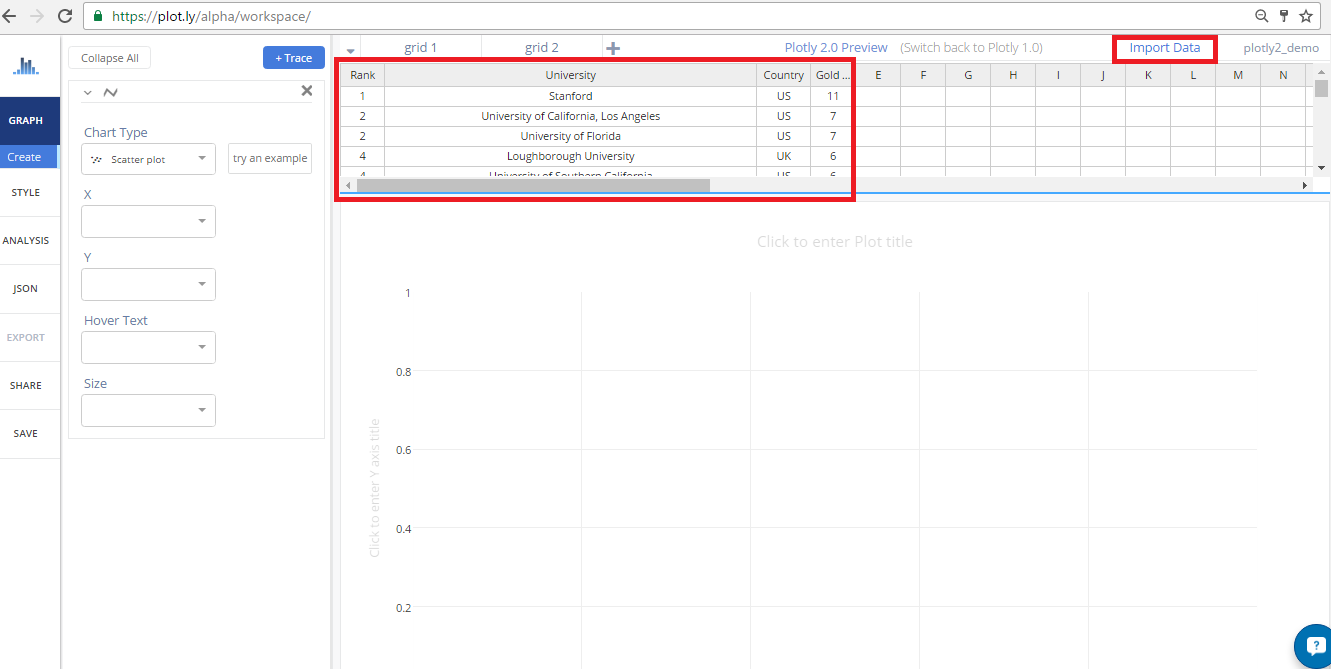 https://plot.ly/alpha/workspace/
grid 1 grid 2 Plotly 2.0 Preview (Switch back to Plotly 1.0) Import Data plotly2_demo
Collapse All + Trace
Rank University Country Gold ... E F G H I J K L M N
1 Stanford US 11
2 University of California, Los Angeles US 7
2 University of Florida US 7
4 Loughborough University UK 6
4 University of Southern California US 6
GRAPH
Create
STYLE
ANALYSIS
JSON
EXPORT
SHARE
SAVE
Chart Type
Scatter plot try an example
X
Y
Hover Text
Size
Click to enter Plot title
Click to enter Y axis title
1
0.8
0.6
0.4
0.2